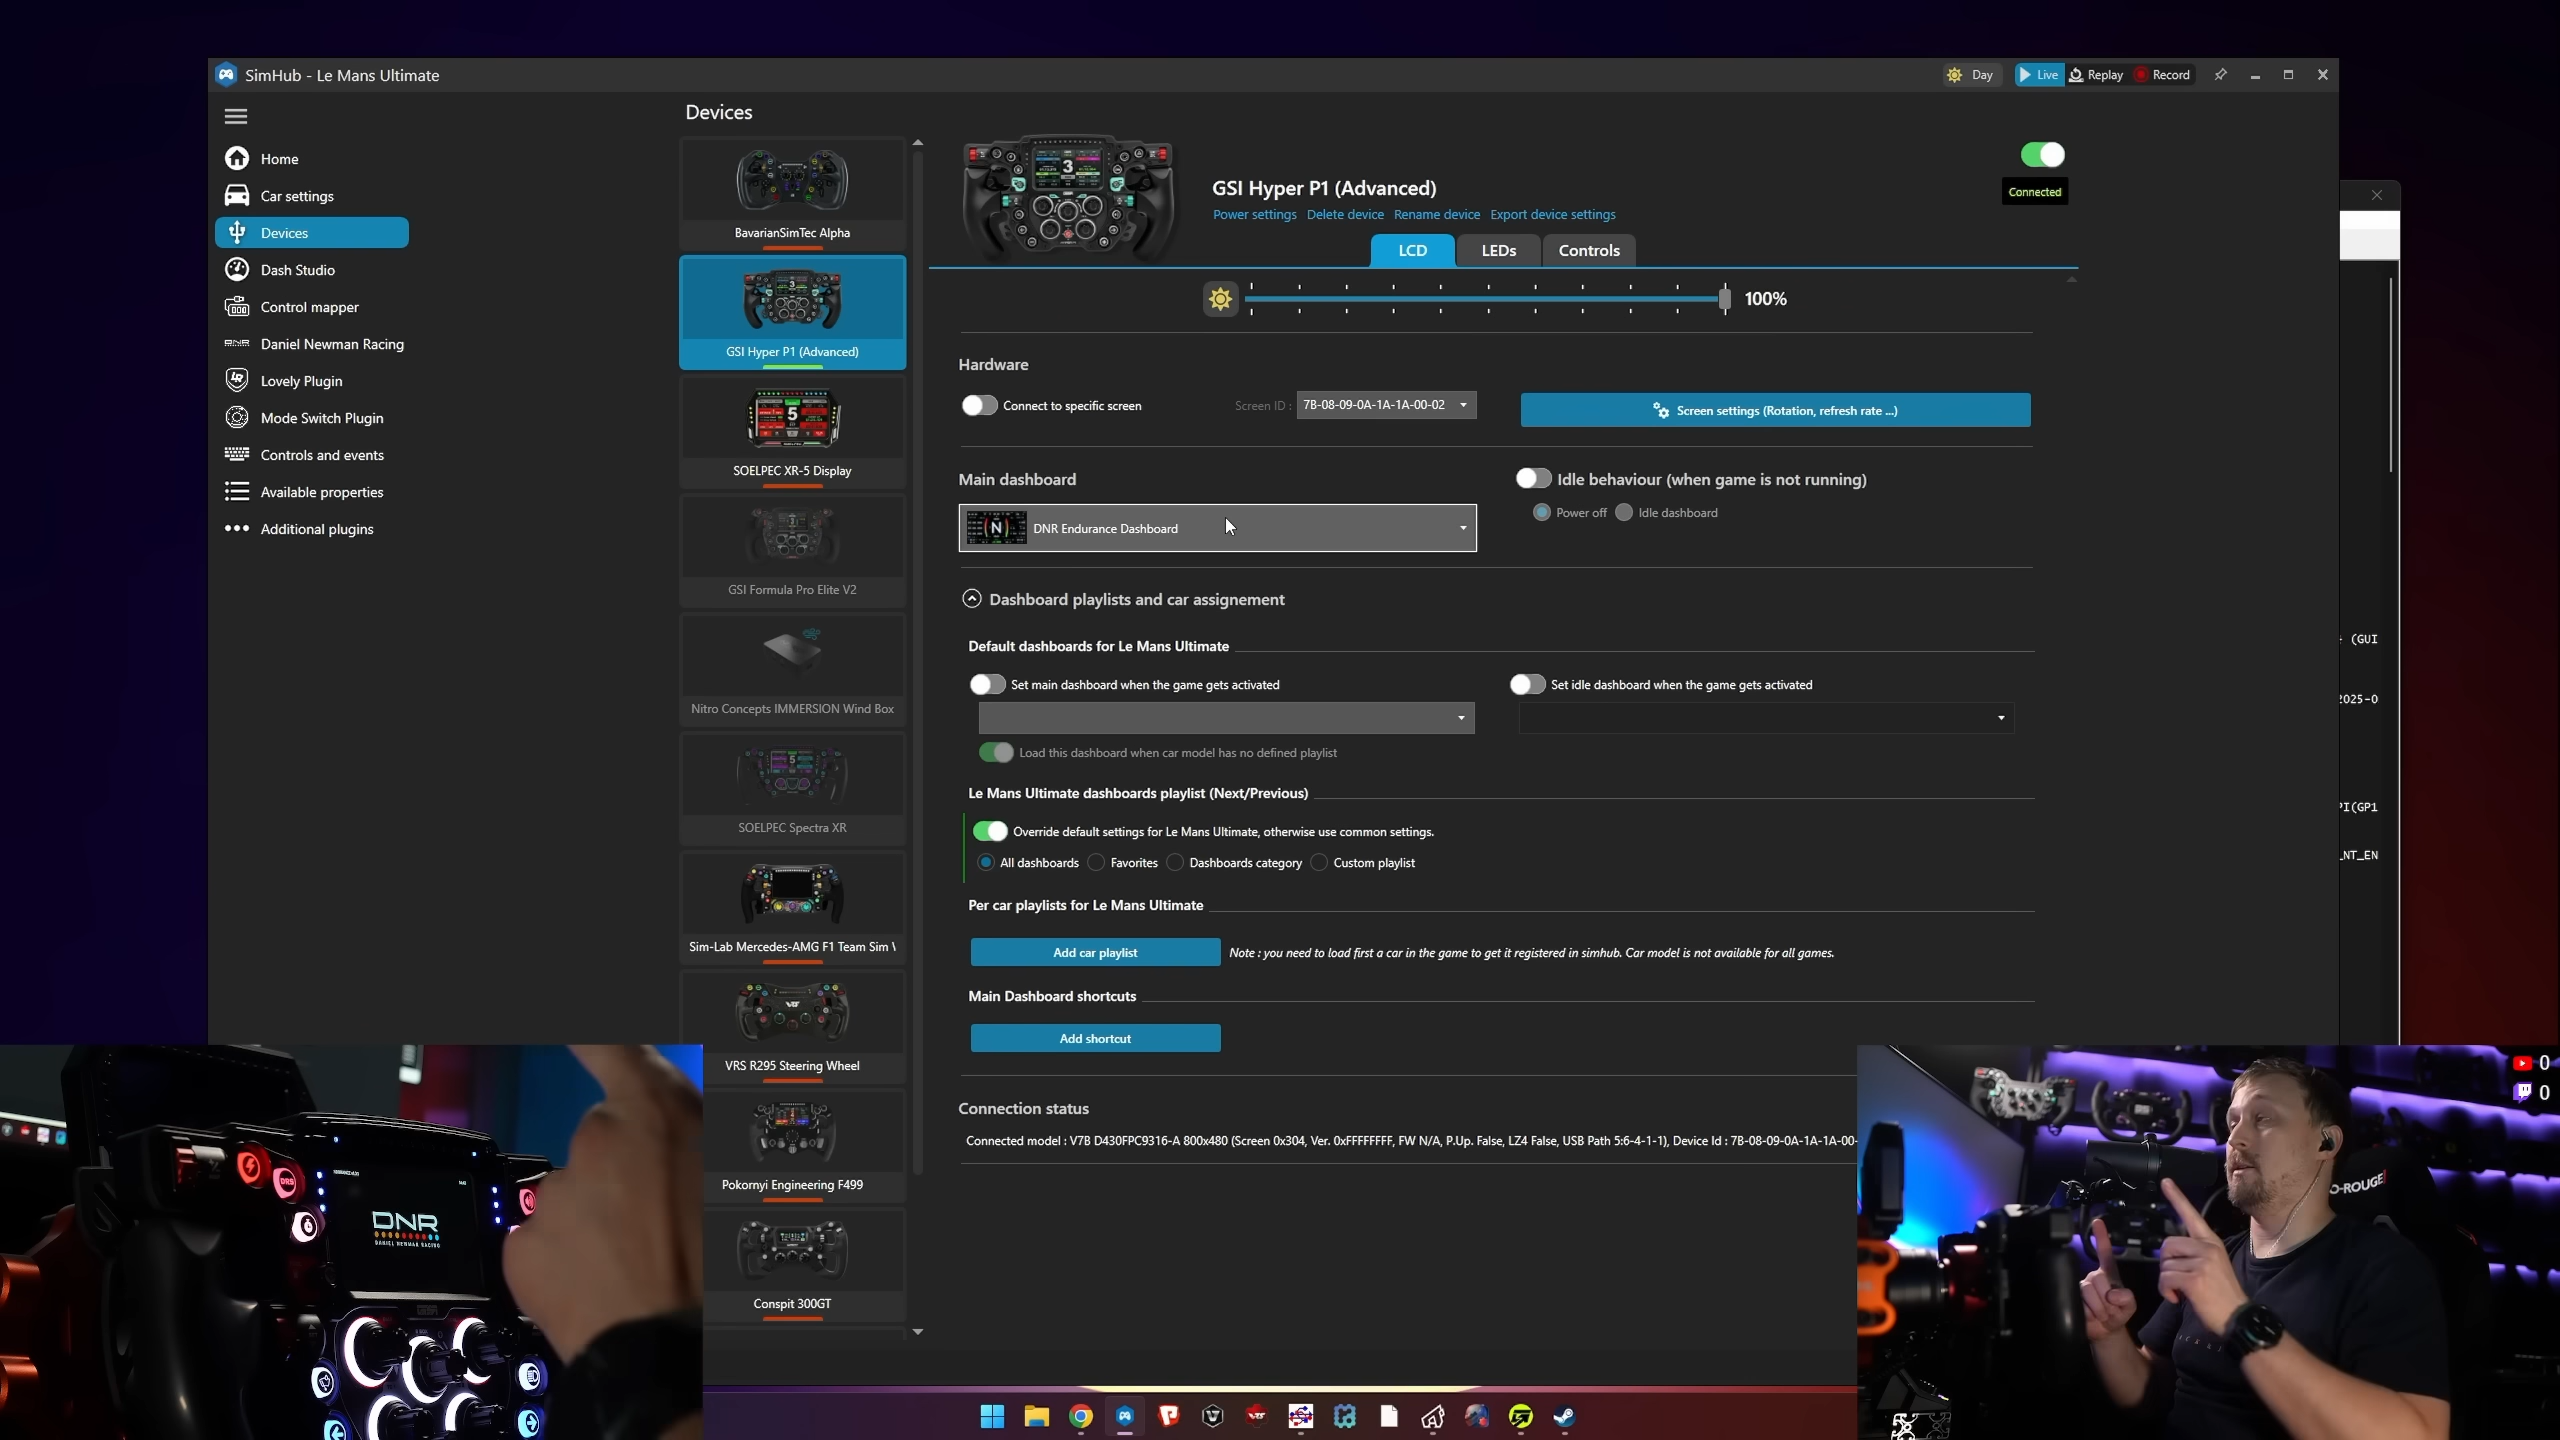 SimHub - Le Mans Ultimate
Day
Live
Replay
Record
Home
Car settings
Devices
Dash Studio
Control mapper
Daniel Newman Racing
Lovely Plugin
Mode Switch Plugin
Controls and events
Available properties
Additional plugins
Devices
BavarianSimTec Alpha
GSI Hyper P1 (Advanced)
SOELPEC XR-5 Display
GSI Formula Pro Elite V2
Nitro Concepts IMMERSION Wind Box
SOELPEC Spectra XR
Sim-Lab Mercedes-AMG F1 Team Sim \
VRS R295 Steering Wheel
Pokornyi Engineering F499
Conspit 300GT
GSI Hyper P1 (Advanced)
Connected
Power settings Delete device Rename device Export device settings
LCD LEDs Controls
100%
Hardware
Connect to specific screen
Screen ID : 7B-08-09-0A-1A-1A-00-02
Screen settings (Rotation, refresh rate ...)
Main dashboard
DNR Endurance Dashboard
Idle behaviour (when game is not running)
Power off Idle dashboard
Dashboard playlists and car assignement
Default dashboards for Le Mans Ultimate
Set main dashboard when the game gets activated
Set idle dashboard when the game gets activated
Load this dashboard when car model has no defined playlist
Le Mans Ultimate dashboards playlist (Next/Previous)
Override default settings for Le Mans Ultimate, otherwise use common settings.
All dashboards Favorites Dashboards category Custom playlist
Per car playlists for Le Mans Ultimate
Add car playlist
Note : you need to load first a car in the game to get it registered in simhub. Car model is not available for all games.
Main Dashboard shortcuts
Add shortcut
Connection status
Connected model : V7B D430FPC9316-A 800x480 (Screen 0x304, Ver. 0xFFFFFFFF, FW N/A, P.Up. False, LZ4 False, USB Path 5:6-4-1-1), Device Id : 7B-08-09-0A-1A-1A-00-
(GUI
2025-0
PI(GP1
_NT_EN
DRS
DNR
DANIEL NEWMAN RACING
O-ROUGE
0
0